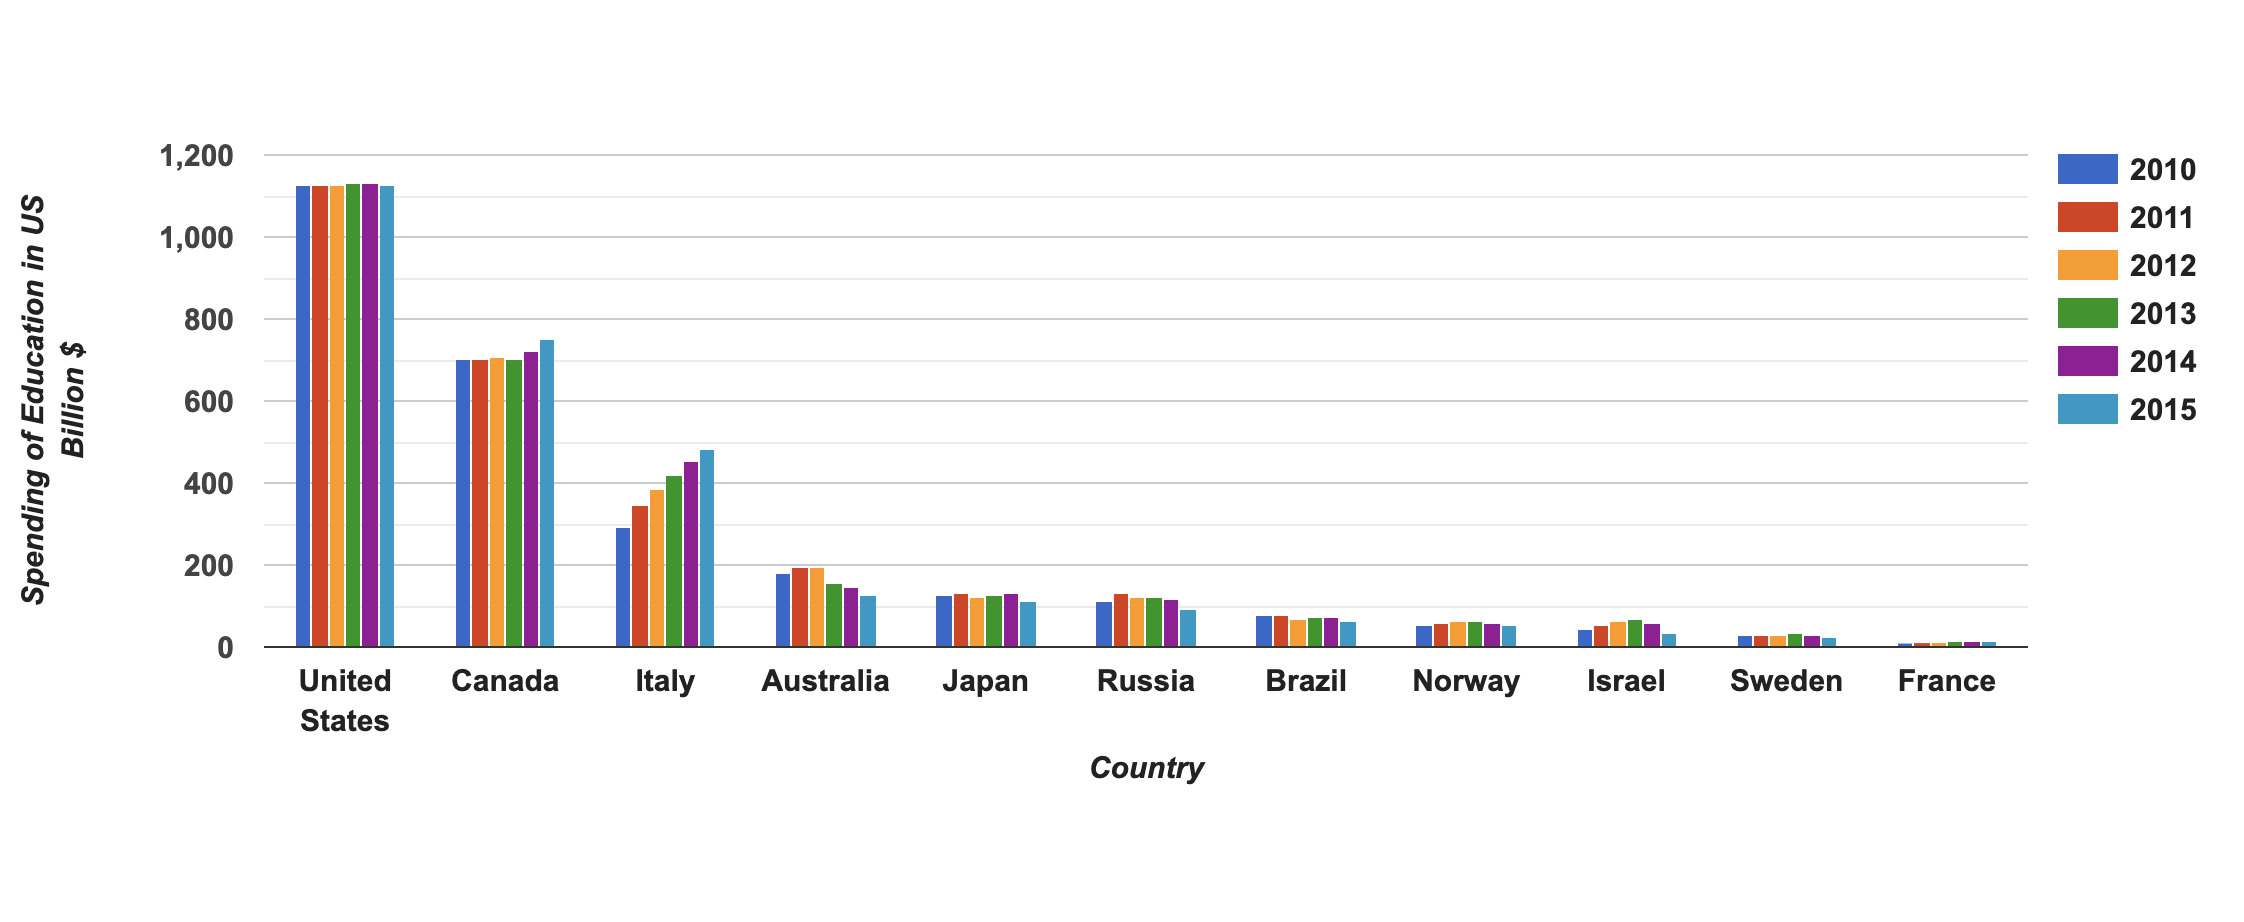 Spending of Education in US
Billion $
1,200
1,000
800
600
400
200
0
United
States
Canada
Italy
Australia
Japan
Russia
Brazil
Norway
Israel
Sweden
France
Country
2010
2011
2012
2013
2014
2015